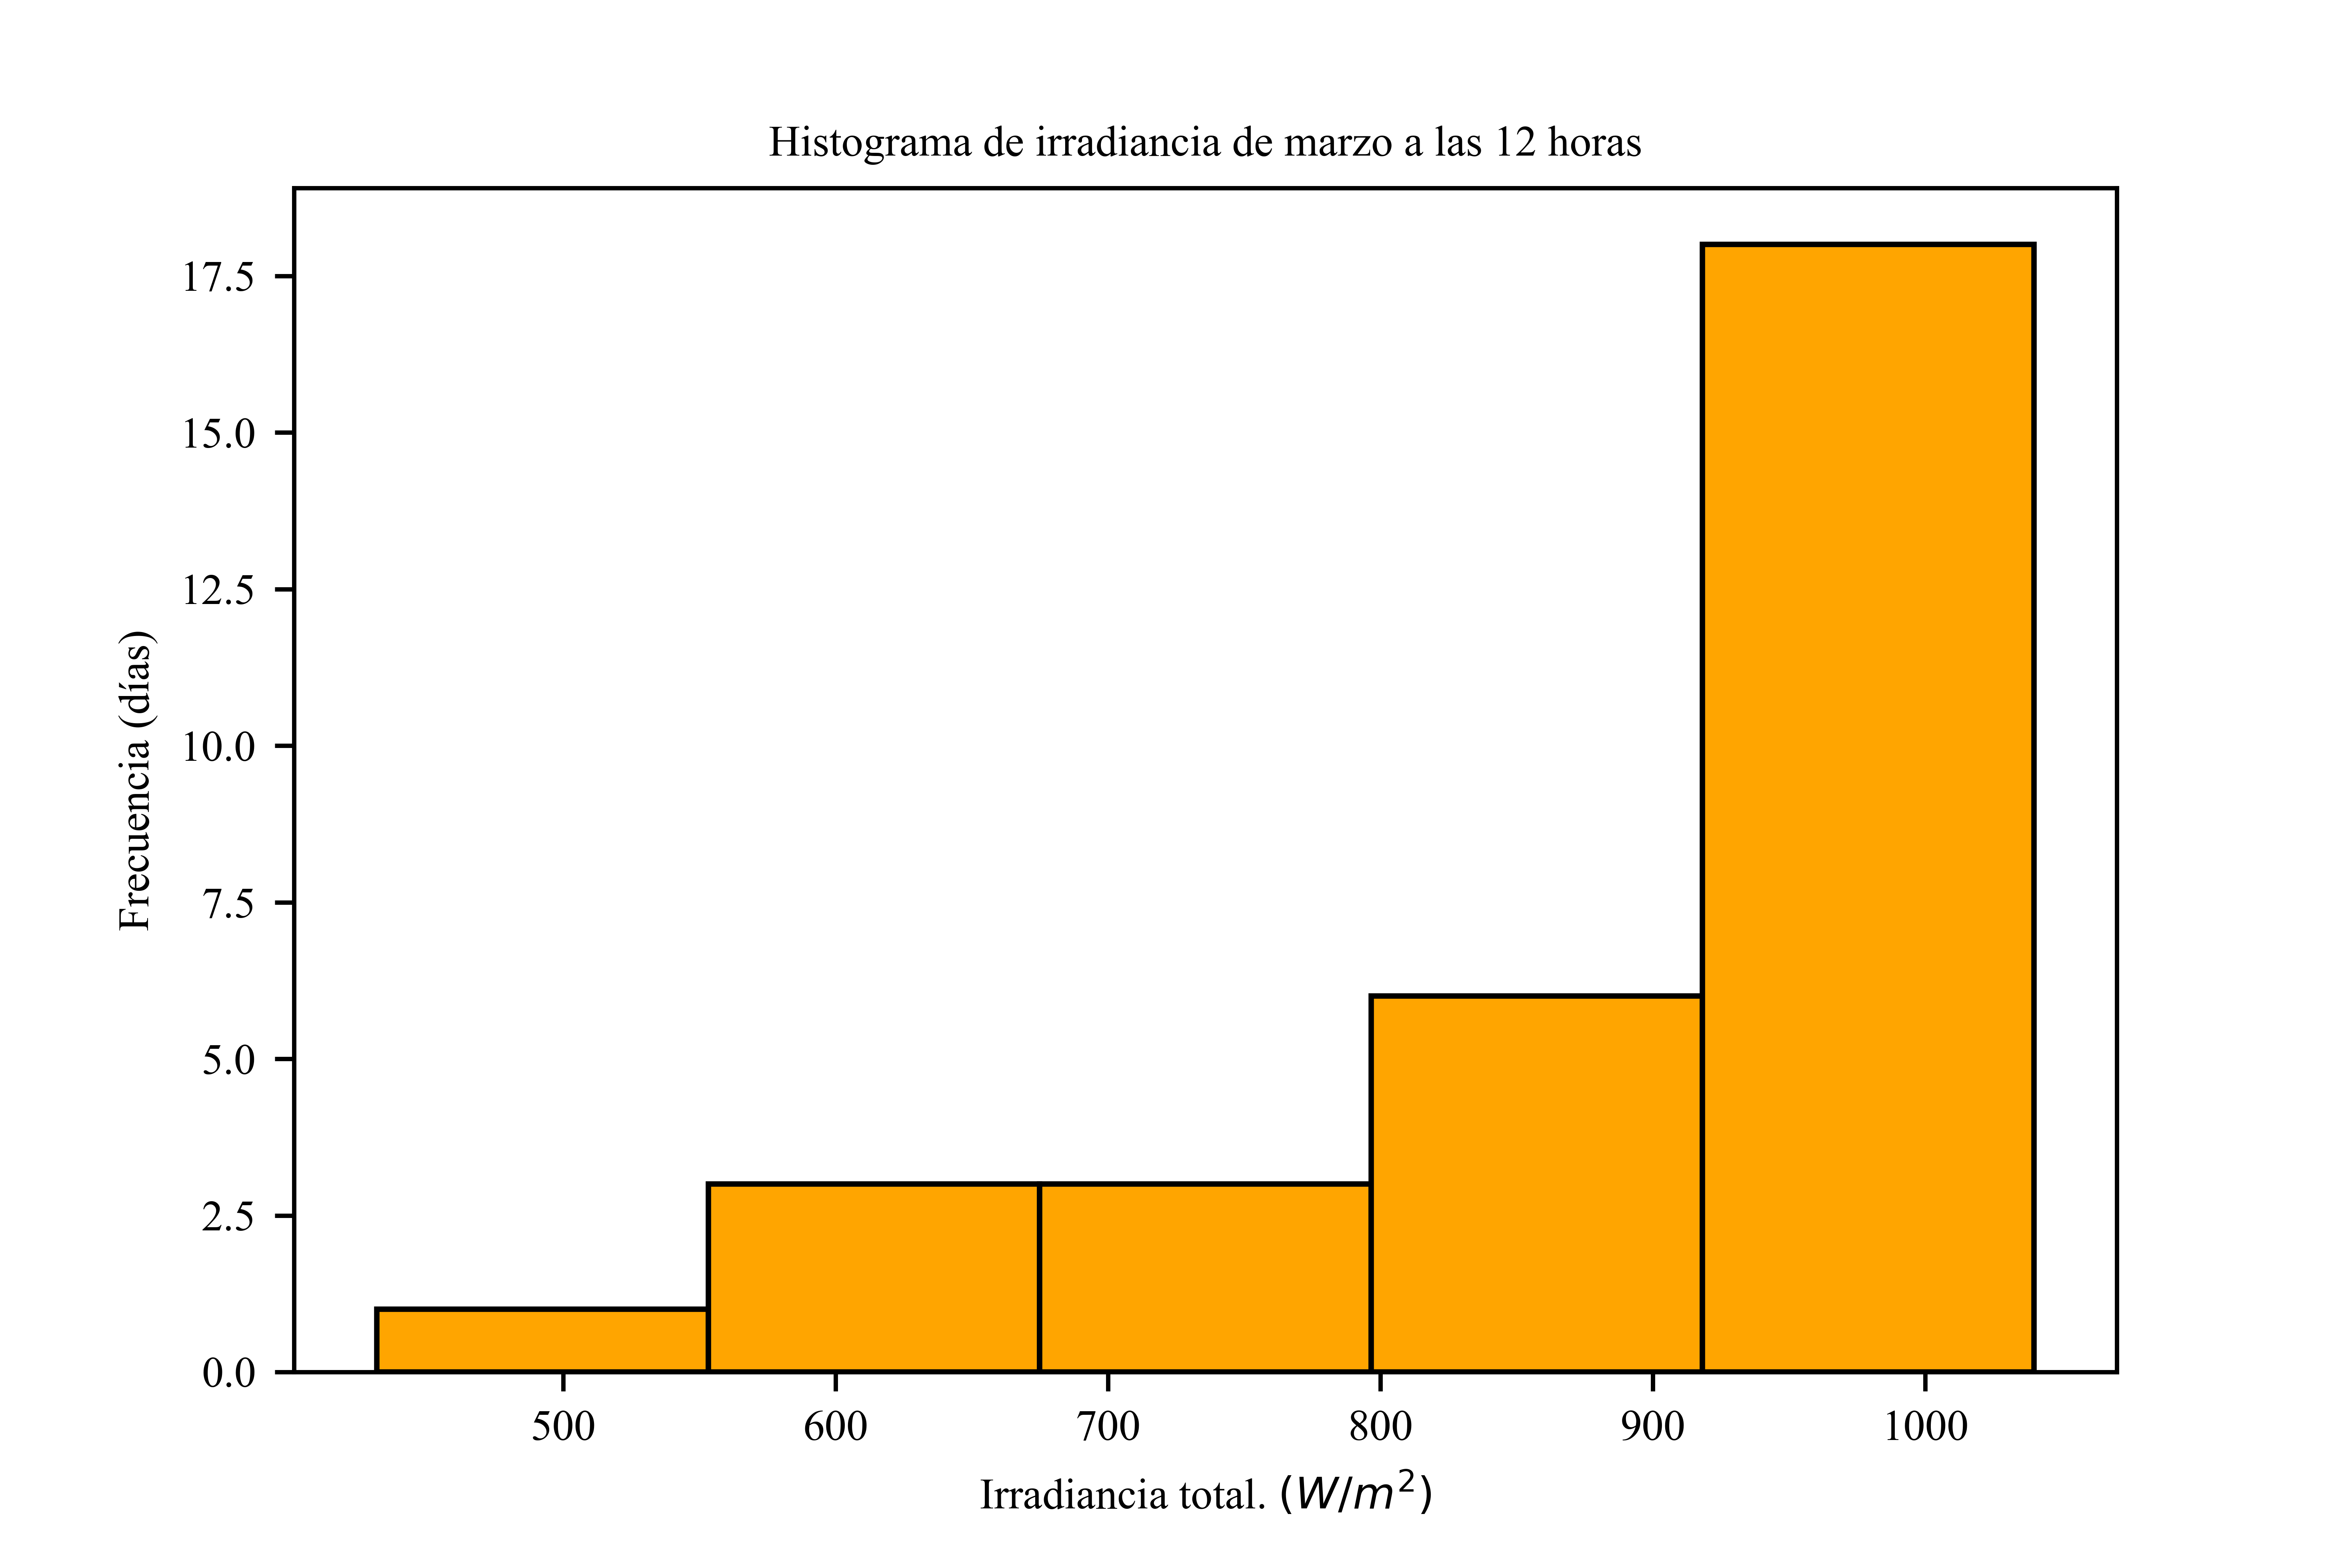 Histograma de irradiancia de marzo a las 12 horas
Frecuencia (días)
17.5
15.0
12.5
10.0
7.5
5.0
2.5
0.0
500 600 700 800 900 1000
Irradiancia total. (W/m²)